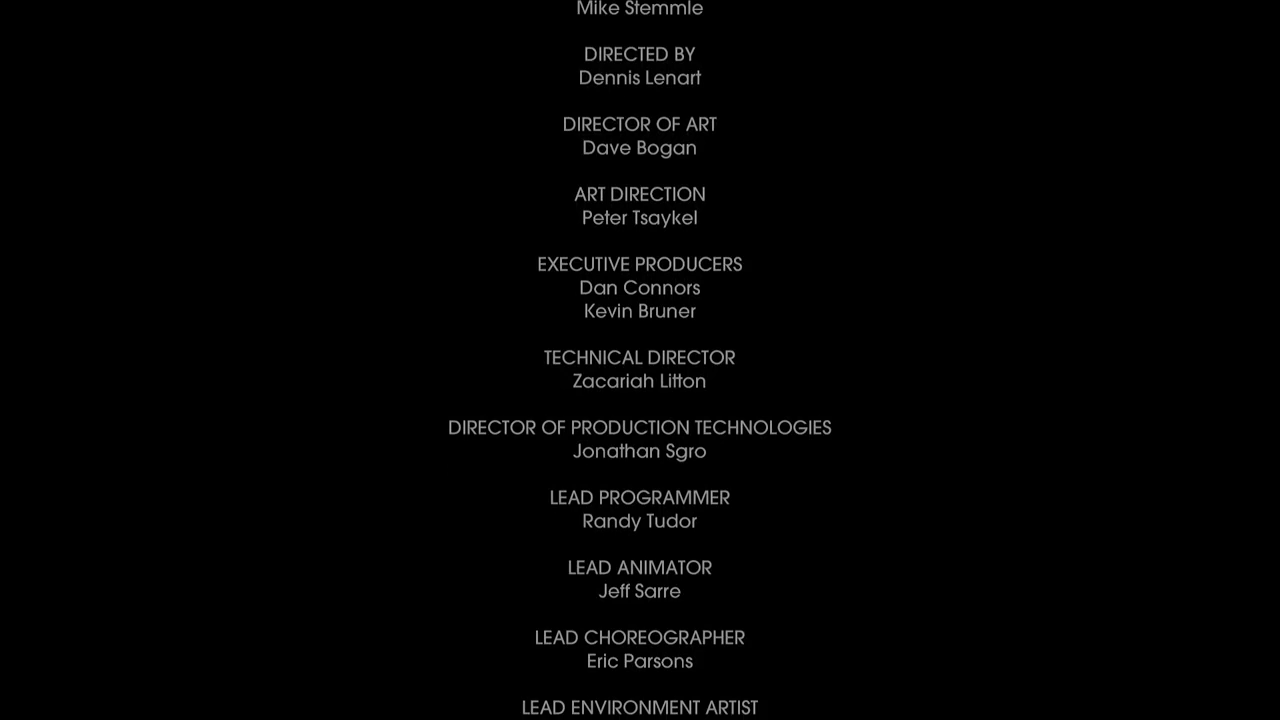 Mike Stemmle
DIRECTED BY
Dennis Lenart
DIRECTOR OF ART
Dave Bogan
ART DIRECTION
Peter Tsaykel
EXECUTIVE PRODUCERS
Dan Connors
Kevin Bruner
TECHNICAL DIRECTOR
Zacariah Litton
DIRECTOR OF PRODUCTION TECHNOLOGIES
Jonathan Sgro
LEAD PROGRAMMER
Randy Tudor
LEAD ANIMATOR
Jeff Sarre
LEAD CHOREOGRAPHER
Eric Parsons
LEAD ENVIRONMENT ARTIST